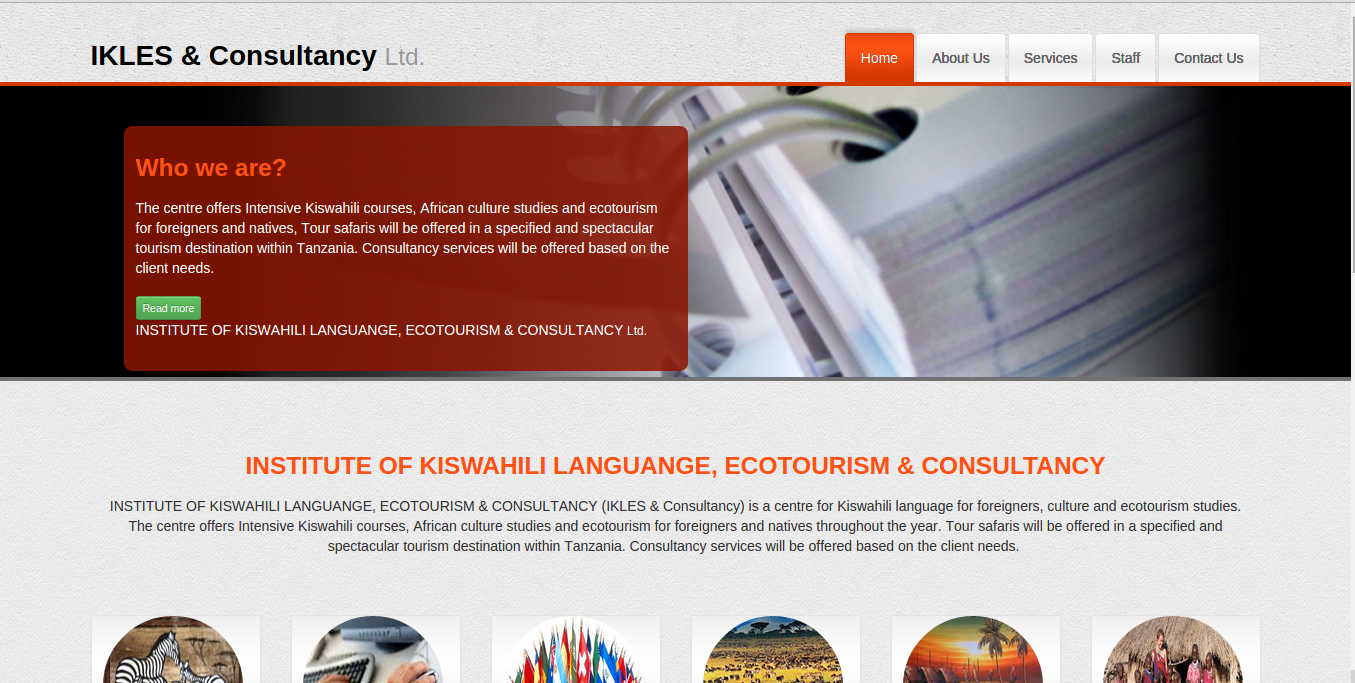 IKLES & Consultancy Ltd.
Home About Us Services Staff Contact Us
Who we are?
The centre offers Intensive Kiswahili courses, African culture studies and ecotourism
for foreigners and natives, Tour safaris will be offered in a specified and spectacular
tourism destination within Tanzania. Consultancy services will be offered based on the
client needs.
Read more
INSTITUTE OF KISWAHILI LANGUANGE, ECOTOURISM & CONSULTANCY Ltd.
INSTITUTE OF KISWAHILI LANGUANGE, ECOTOURISM & CONSULTANCY
INSTITUTE OF KISWAHILI LANGUANGE, ECOTOURISM & CONSULTANCY (IKLES & Consultancy) is a centre for Kiswahili language for foreigners, culture and ecotourism studies.
The centre offers Intensive Kiswahili courses, African culture studies and ecotourism for foreigners and natives throughout the year. Tour safaris will be offered in a specified and
spectacular tourism destination within Tanzania. Consultancy services will be offered based on the client needs.